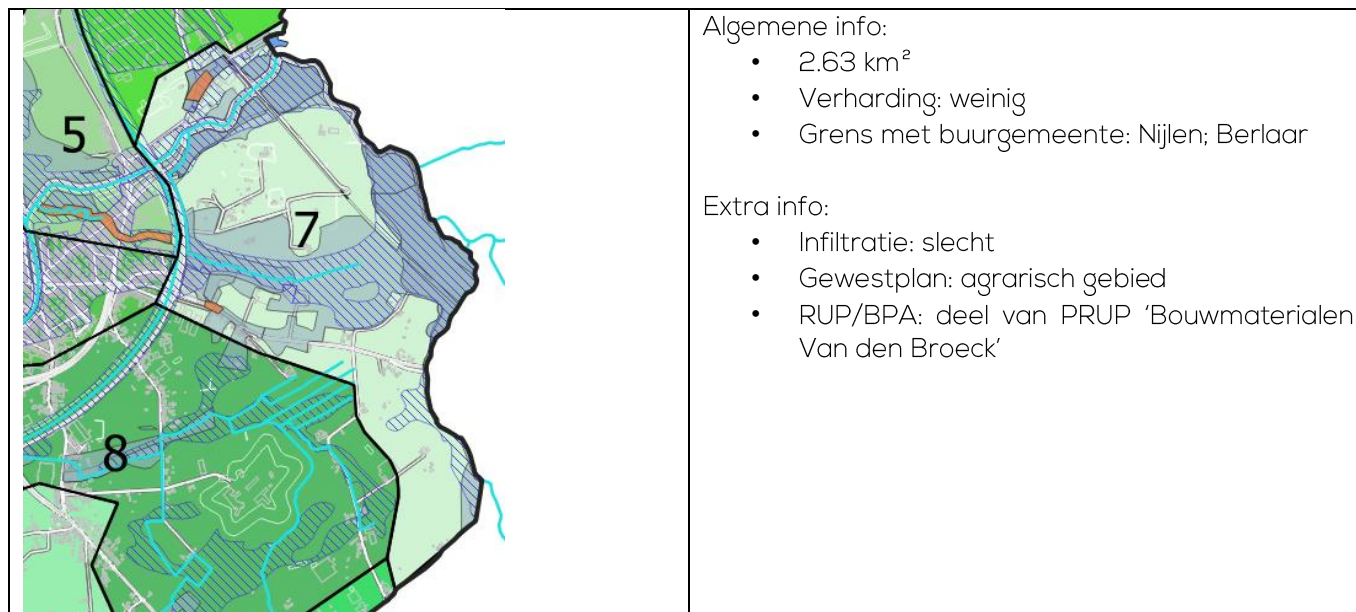 5
7
8
Algemene info:
• 2.63 km²
• Verharding: weinig
• Grens met buurgemeente: Nijlen; Berlaar
Extra info:
• Infiltratie: slecht
• Gewestplan: agrarisch gebied
• RUP/BPA: deel van PRUP ‘Bouwmaterialen
Van den Broeck’